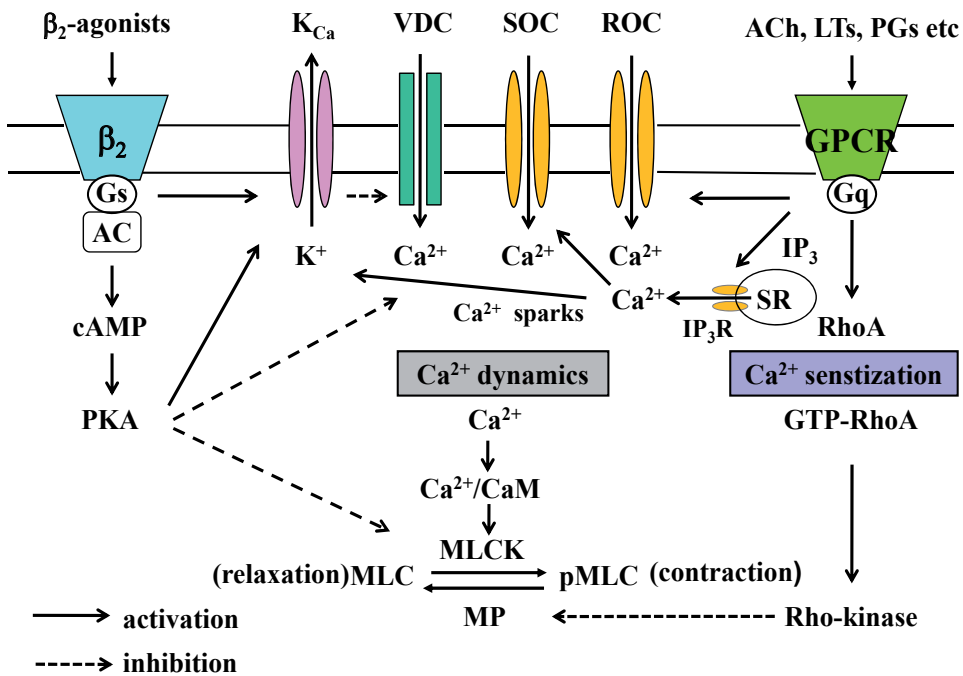 β₂-agonists
K_Ca
VDC
SOC
ROC
ACh, LTs, PGs etc
β₂
GPCR
Gs
Gq
AC
K⁺
Ca²⁺
Ca²⁺
Ca²⁺
IP₃
cAMP
Ca²⁺ sparks
Ca²⁺
SR
IP₃R
RhoA
Ca²⁺ dynamics
Ca²⁺ senstization
PKA
Ca²⁺
GTP-RhoA
Ca²⁺/CaM
MLCK
(relaxation)MLC
pMLC (contraction)
MP
Rho-kinase
activation
inhibition